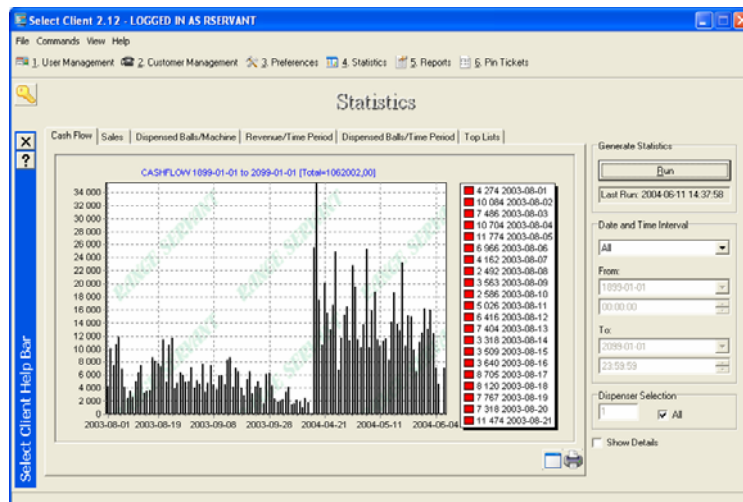 Select Client 2.12 - LOGGED IN AS RSERVANT
File Commands View Help
1. User Management 2. Customer Management 3. Preferences 4. Statistics 5. Reports 6. Pin Tickets
Statistics
Cash Flow Sales Dispensed Balls/Machine Revenue/Time Period Dispensed Balls/Time Period Top Lists
CASHFLOW 1899-01-01 to 2099-01-01 [Total=1062002,00]
34 000
32 000
30 000
28 000
26 000
24 000
22 000
20 000
18 000
16 000
14 000
12 000
10 000
8 000
6 000
4 000
2 000
0
2003-08-01 2003-08-19 2003-09-08 2003-09-28 2004-04-21 2004-05-11 2004-06-04
RANGE SERVANT
RANGE SERVANT
RANGE SERVANT
RANGE SERVANT
4 274 2003-08-01
10 084 2003-08-02
7 486 2003-08-03
10 704 2003-08-04
11 774 2003-08-05
6 966 2003-08-06
4 162 2003-08-07
2 492 2003-08-08
3 563 2003-08-09
2 586 2003-08-10
5 026 2003-08-11
6 416 2003-08-12
7 404 2003-08-13
3 318 2003-08-14
3 509 2003-08-15
3 640 2003-08-16
8 705 2003-08-17
8 120 2003-08-18
7 767 2003-08-19
7 318 2003-08-20
11 474 2003-08-21
Generate Statistics
Run
Last Run: 2004-06-11 14:37:58
Date and Time Interval
All
From:
1899-01-01
00:00:00
To:
2099-01-01
23:59:59
Dispenser Selection
1 All
Show Details
Select Client Help Bar
?